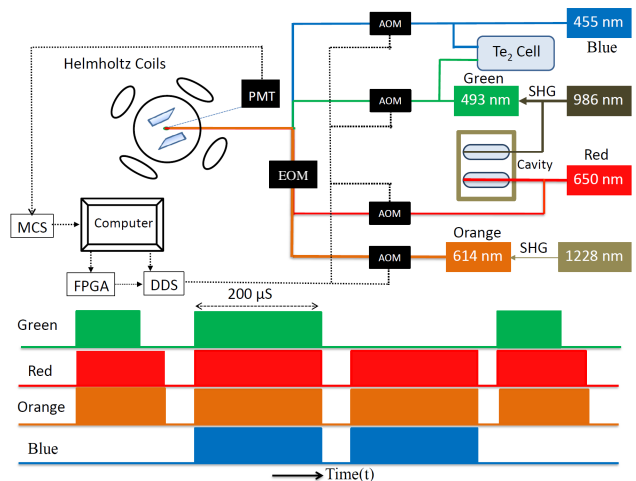 AOM
455 nm
Blue
Te2 Cell
Helmholtz Coils
PMT
AOM
Green
493 nm
SHG
986 nm
Cavity
EOM
Red
650 nm
AOM
MCS
Computer
Orange
AOM
614 nm
SHG
1228 nm
FPGA
DDS
200 µS
Green
Red
Orange
Blue
Time(t)